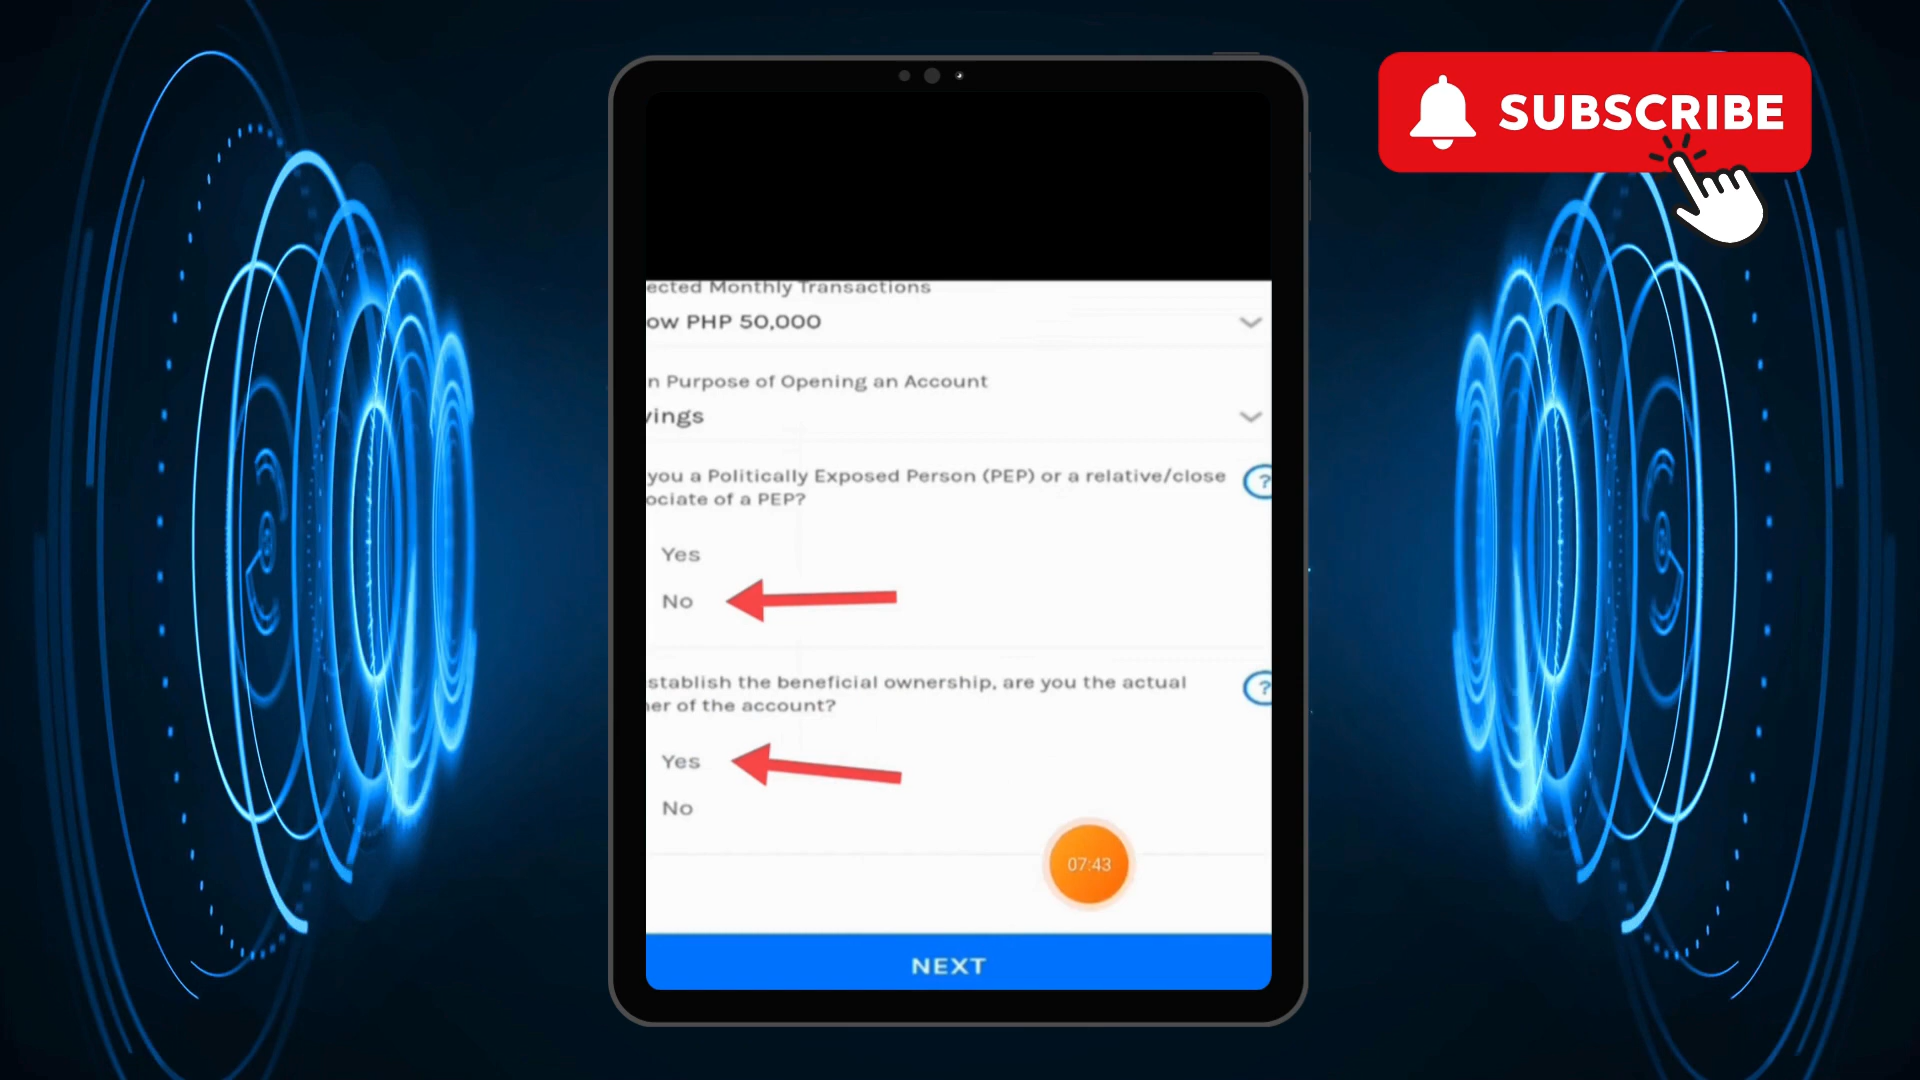 SUBSCRIBE
ected Monthly Transactions
ow PHP 50,000
n Purpose of Opening an Account
vings
you a Politically Exposed Person (PEP) or a relative/close
?
ociate of a PEP?
Yes
No
stablish the beneficial ownership, are you the actual
?
er of the account?
Yes
No
07:43
NEXT